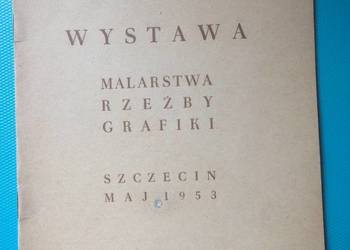 WYSTAWA
MALARSTWA
RZEŹBY
GRAFIKI
SZCZECIN
MAJ 1953